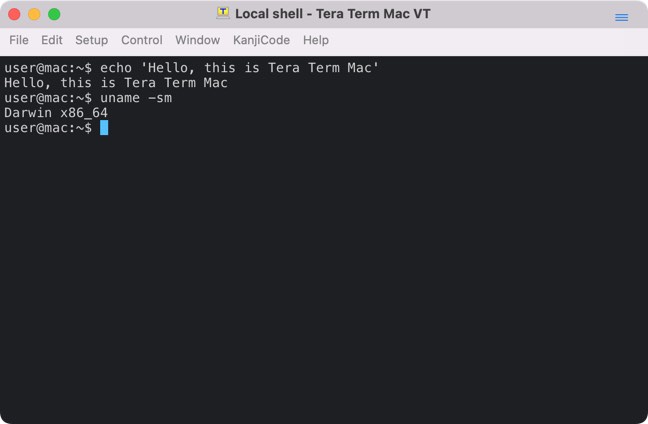 Local shell - Tera Term Mac VT
File Edit Setup Control Window KanjiCode Help
user@mac:~$ echo 'Hello, this is Tera Term Mac'
Hello, this is Tera Term Mac
user@mac:~$ uname -sm
Darwin x86_64
user@mac:~$